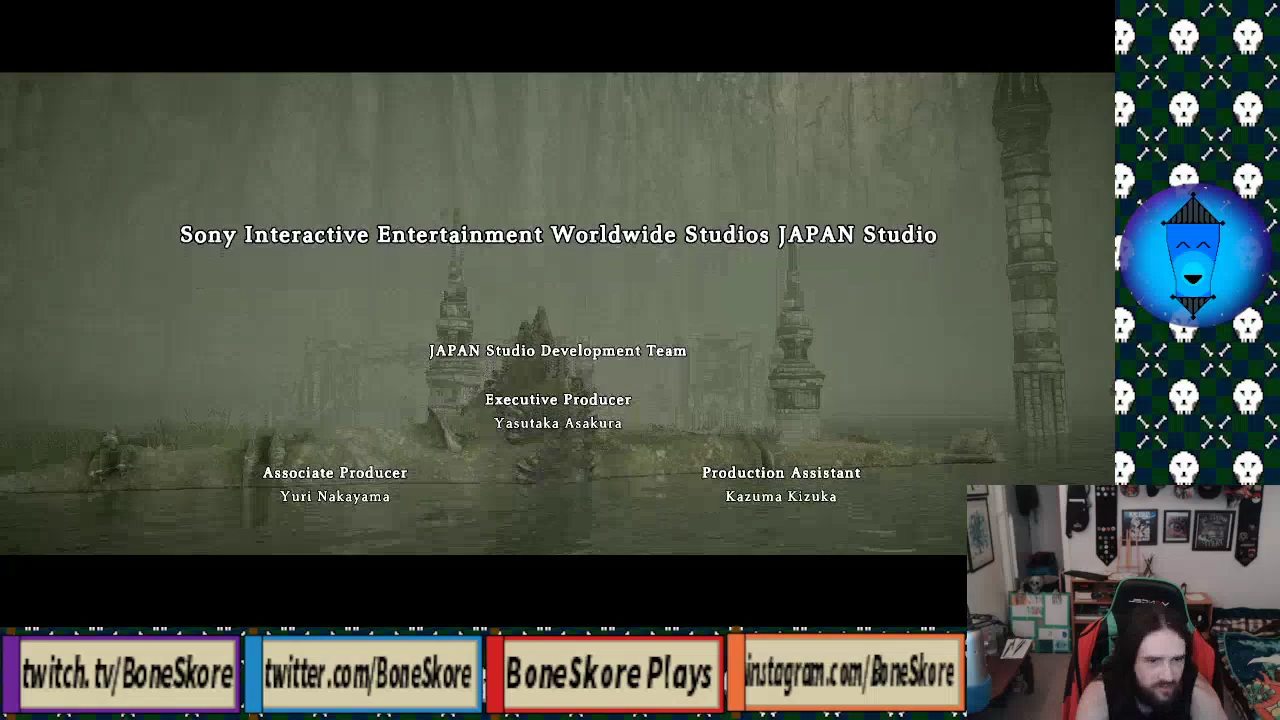 Sony Interactive Entertainment Worldwide Studios JAPAN Studio
JAPAN Studio Development Team
Executive Producer
Yasutaka Asakura
Associate Producer
Yuri Nakayama
Production Assistant
Kazuma Kizuka
twitch.tv/BoneSkore
twitter.com/BoneSkore
BoneSkore Plays
instagram.com/BoneSkore